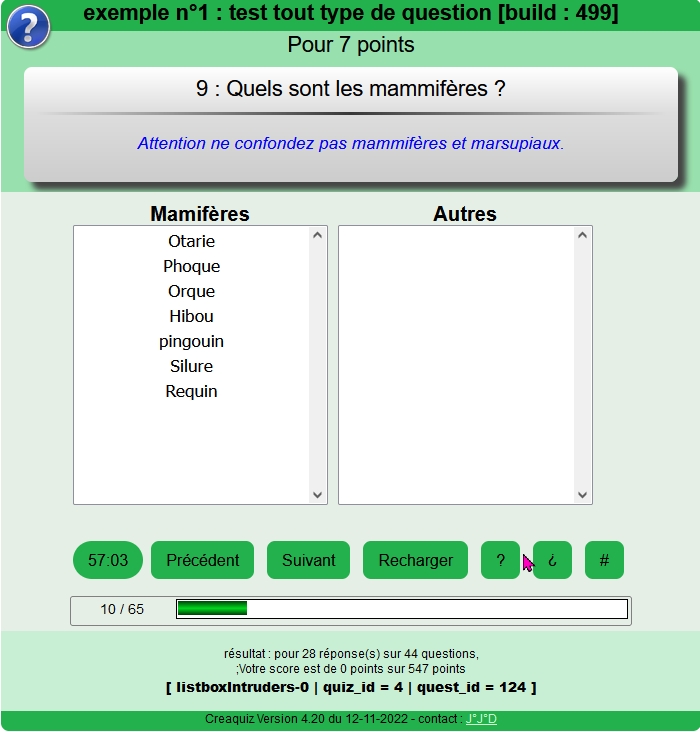 ?
exemple n°1 : test tout type de question [build : 499]
Pour 7 points
9 : Quels sont les mammifères ?
Attention ne confondez pas mammifères et marsupiaux.
Mamifères
Otarie
Phoque
Orque
Hibou
pingouin
Silure
Requin
Autres
57:03 Précédent Suivant Recharger ? ¿ #
10 / 65
résultat : pour 28 réponse(s) sur 44 questions,
;Votre score est de 0 points sur 547 points
[ listboxIntruders-0 | quiz_id = 4 | quest_id = 124 ]
Creaquiz Version 4.20 du 12-11-2022 - contact : J°J°D